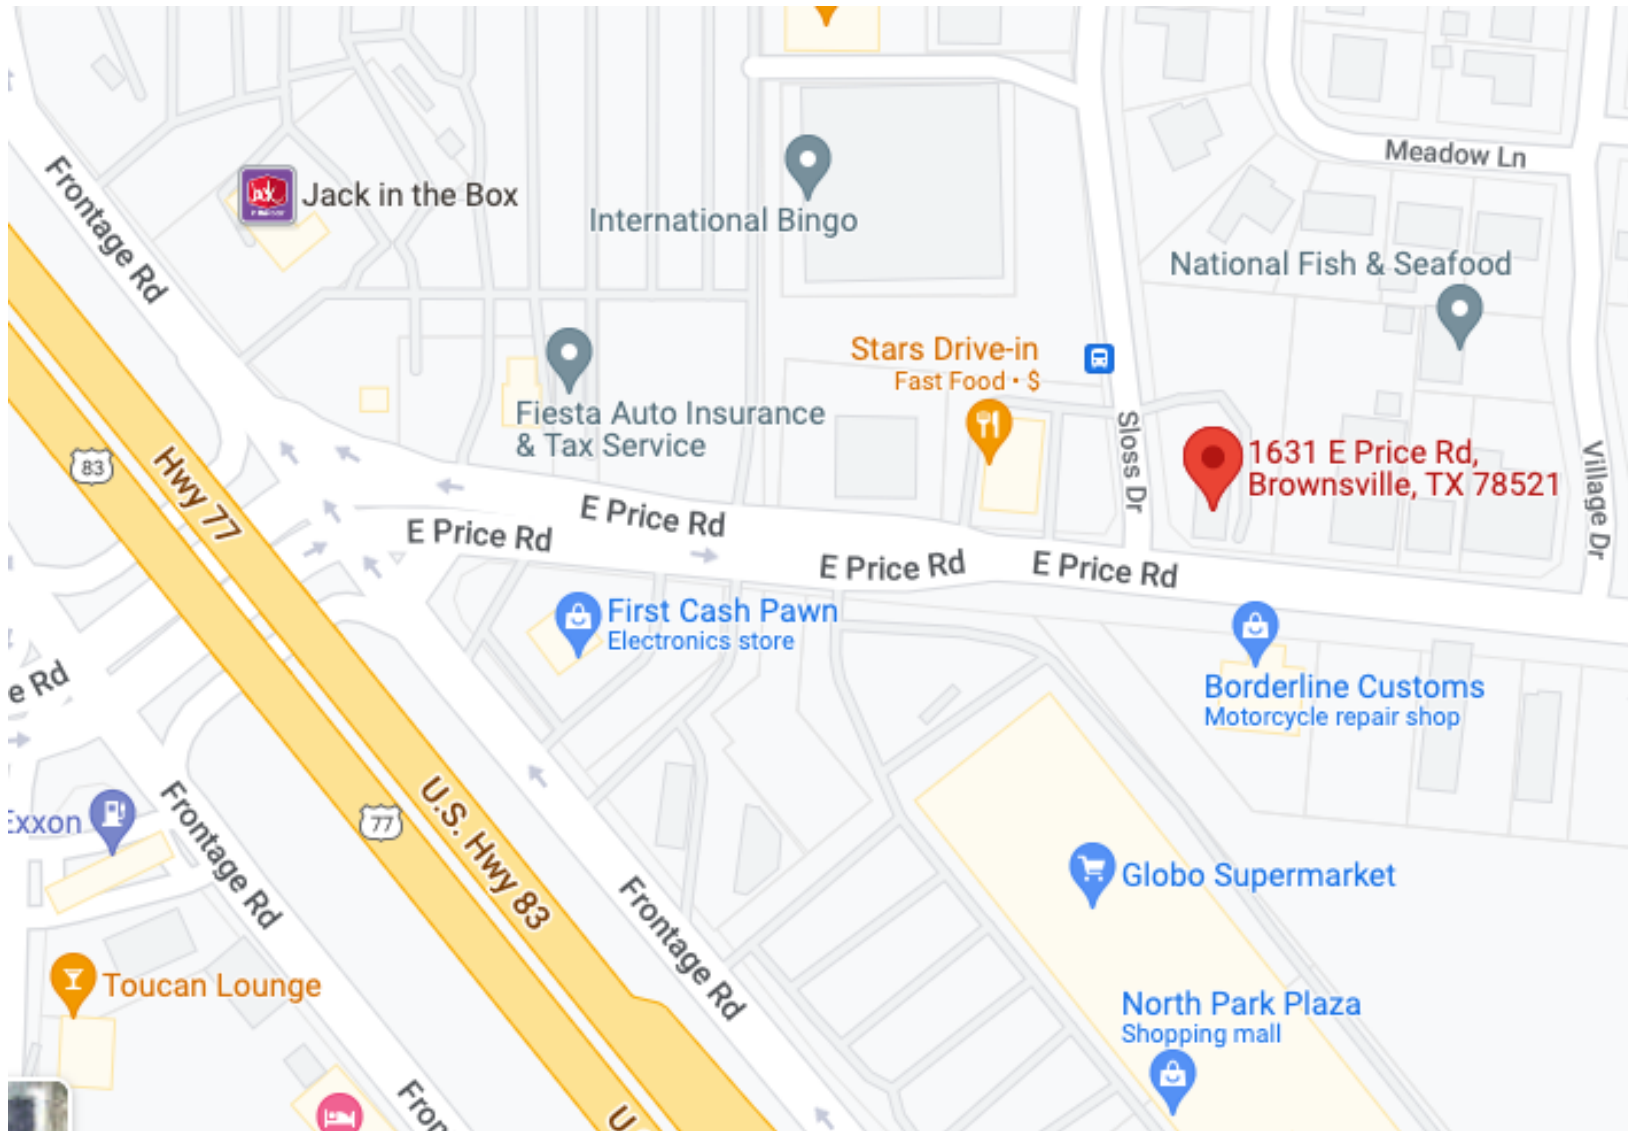 Meadow Ln
Frontage Rd
Jack in the Box
International Bingo
National Fish & Seafood
Stars Drive-in
Fast Food • $
Fiesta Auto Insurance
& Tax Service
Sloss Dr
1631 E Price Rd,
Brownsville, TX 78521
Village Dr
83
Hwy 77
E Price Rd
E Price Rd
E Price Rd
E Price Rd
First Cash Pawn
Electronics store
Borderline Customs
Motorcycle repair shop
e Rd
Exxon
Frontage Rd
77
U.S. Hwy 83
Frontage Rd
Globo Supermarket
Toucan Lounge
North Park Plaza
Shopping mall
Fron
U